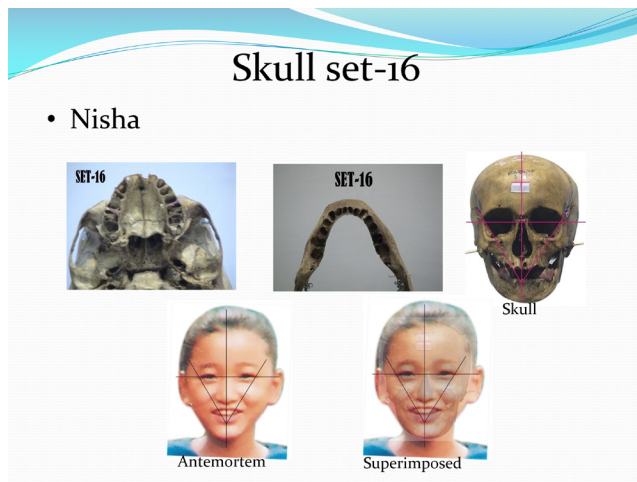 Skull set-16
• Nisha
SET-16
SET-16
Skull
Antemortem
Superimposed